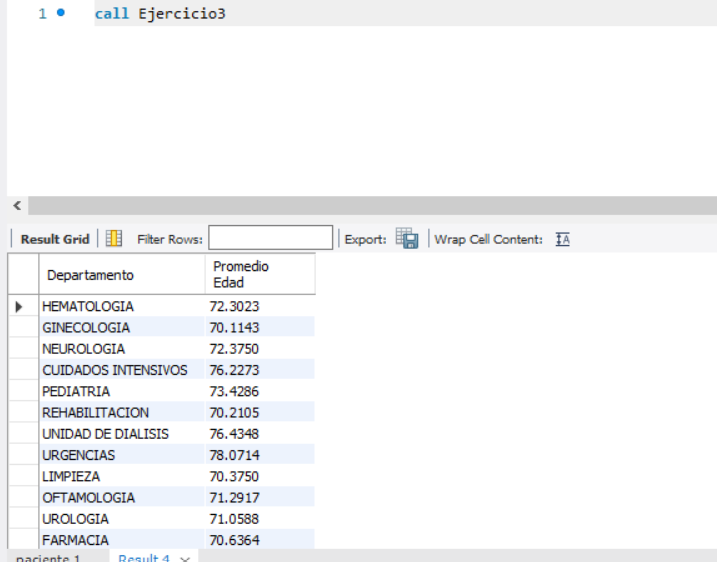 1 call Ejercicio3
Result Grid Filter Rows: Export: Wrap Cell Content: IA
Departamento Promedio Edad
HEMATOLOGIA 72.3023
GINECOLOGIA 70.1143
NEUROLOGIA 72.3750
CUIDADOS INTENSIVOS 76.2273
PEDIATRIA 73.4286
REHABILITACION 70.2105
UNIDAD DE DIALISIS 76.4348
URGENCIAS 78.0714
LIMPIEZA 70.3750
OFTAMOLOGIA 71.2917
UROLOGIA 71.0588
FARMACIA 70.6364
paciente 1 Result 4